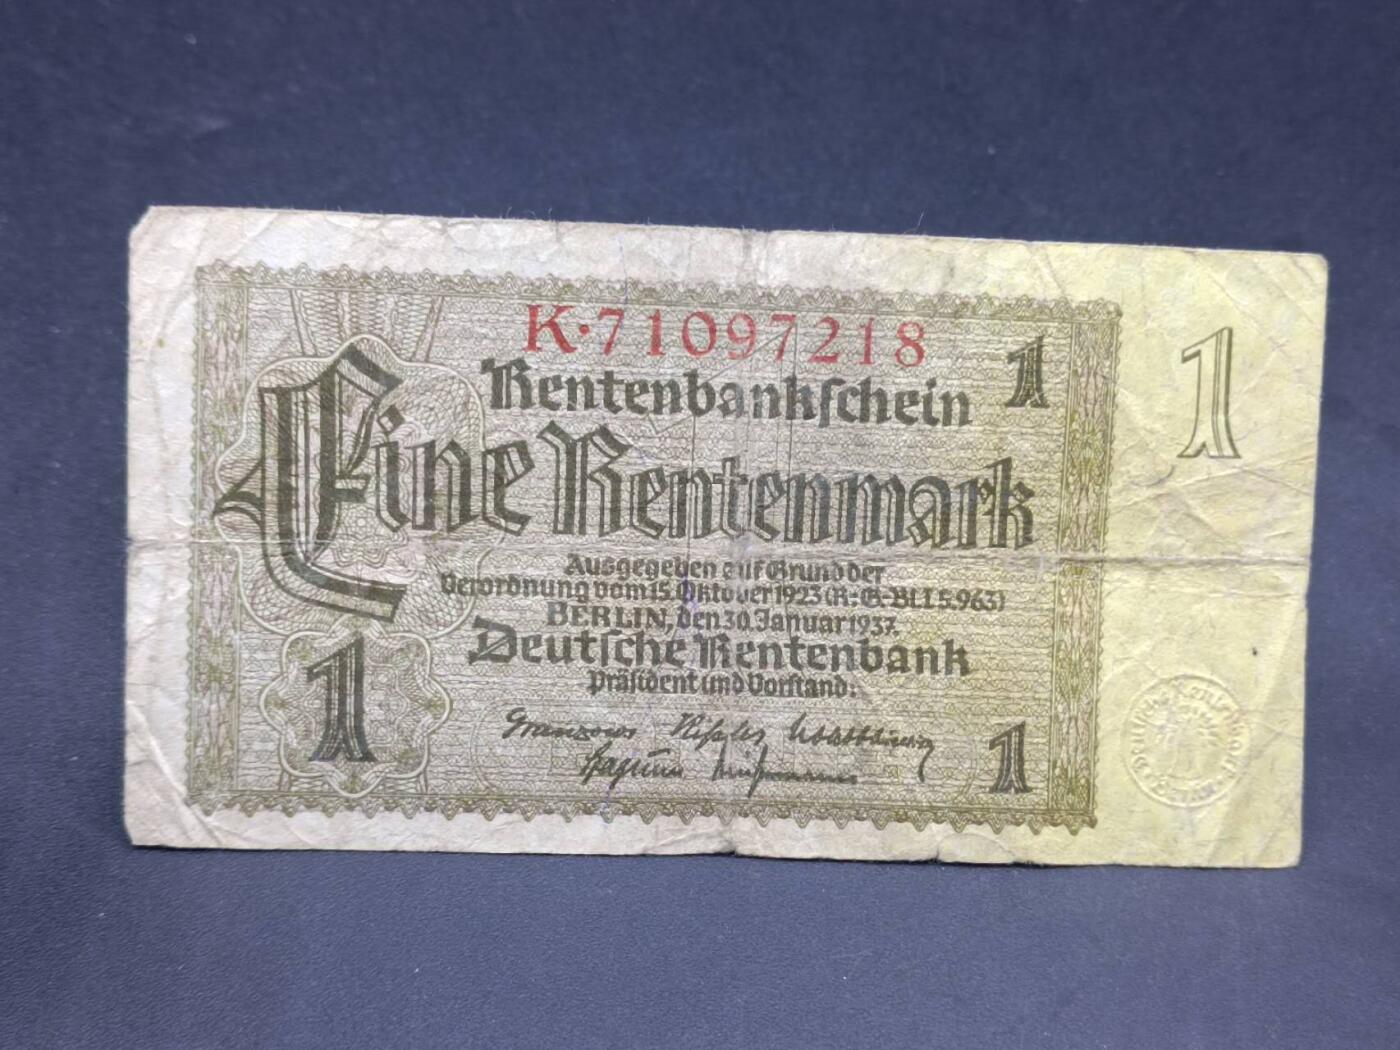 K·71097218
Rentenbankſchein
1
1
Eine Rentenmark
Ausgegeben auf Grund der
Verordnung vom 15. Oktober 1923 (R.-G.-Bl. I S. 963)
BERLIN, den 30. Januar 1937.
Deutſche Rentenbank
Präſident und Vorſtand:
1
1